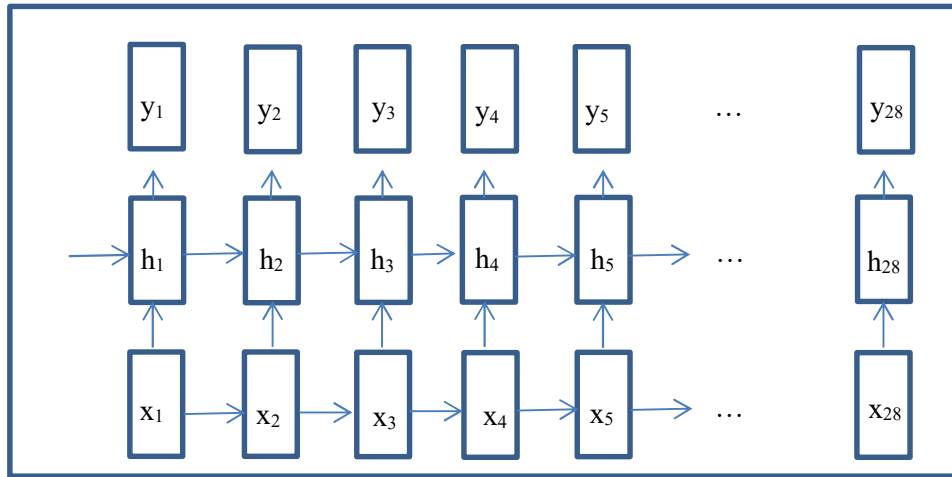 y₁ y₂ y₃ y₄ y₅ … y₂₈
h₁ h₂ h₃ h₄ h₅ … h₂₈
x₁ x₂ x₃ x₄ x₅ … x₂₈